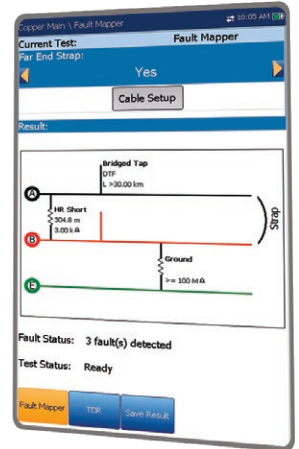 Copper Main \ Fault Mapper
10:05 AM
Current Test: Fault Mapper
Far End Strap:
Yes
Cable Setup
Result:
Bridged Tap
DTF
L >30.00 km
A
HR Short
304.8 m
3.00 kΩ
B
Strap
Ground
>= 100 MΩ
E
Fault Status: 3 fault(s) detected
Test Status: Ready
Fault Mapper
TDR
Save Result